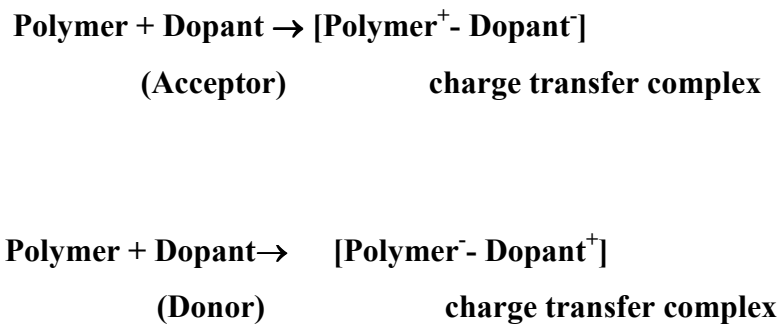 Polymer + Dopant → [Polymer⁺- Dopant⁻]
(Acceptor) charge transfer complex
Polymer + Dopant→ [Polymer⁻- Dopant⁺]
(Donor) charge transfer complex